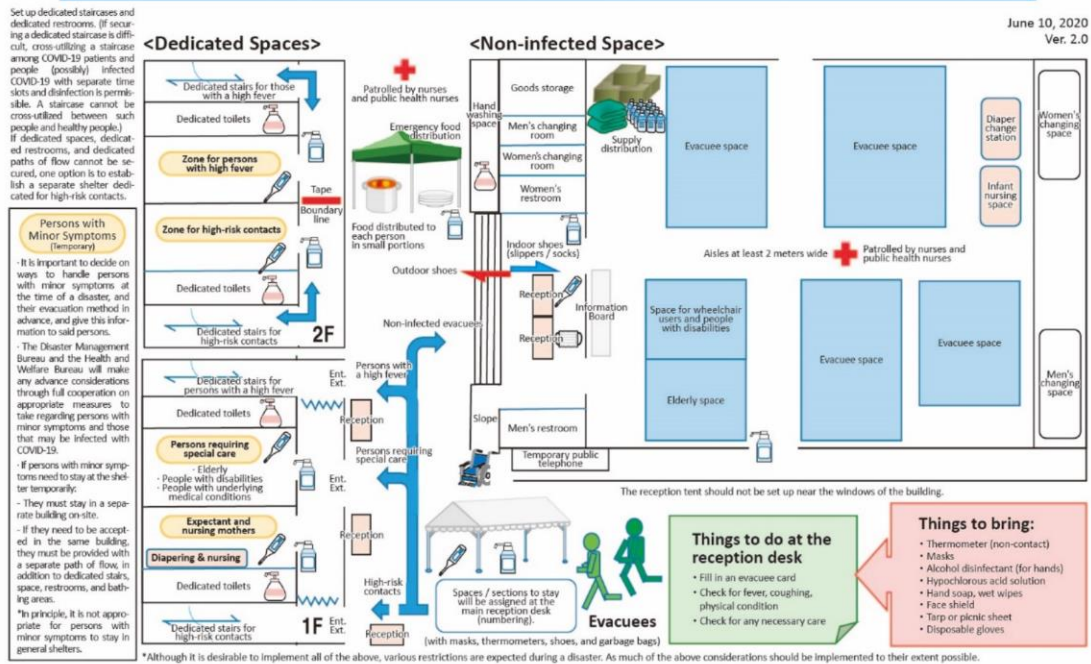 Set up dedicated staircases and
dedicated restrooms. (If secur-
ing a dedicated staircase is diffi-
cult, cross-utilizing a staircase
among COVID-19 patients and
people (possibly) infected
COVID-19 with separate time
slots and disinfection is permis-
sible. A staircase cannot be
cross-utilized between such
people and healthy people.)
If dedicated spaces, dedicat-
ed restrooms, and dedicated
paths of flow cannot be se-
cured, one option is to estab-
lish a separate shelter dedi-
cated for high-risk contacts.
Persons with
Minor Symptoms
(Temporary)
· It is important to decide on
ways to handle persons
with minor symptoms at
the time of a disaster, and
their evacuation method in
advance, and give this infor-
mation to said persons.
· The Disaster Management
Bureau and the Health and
Welfare Bureau will make
any advance considerations
through full cooperation on
appropriate measures to
take regarding persons with
minor symptoms and those
that may be infected with
COVID-19.
· If persons with minor symp-
toms need to stay at the shel-
ter temporarily:
- They must stay in a sepa-
rate building on-site.
- If they need to be accept-
ed in the same building,
they must be provided with
a separate path of flow, in
addition to dedicated stairs,
space, restrooms, and bath-
ing areas.
*In principle, it is not appro-
priate for persons with
minor symptoms to stay in
general shelters.
<Dedicated Spaces>
Dedicated stairs for those
with a high fever
Dedicated toilets
Zone for persons
with high fever
Zone for high-risk contacts
Dedicated toilets
Dedicated stairs for
high-risk contacts
2F
Tape
Boundary
line
Patrolled by nurses
and public health nurses
Emergency food
distribution
Food distributed to
each person
in small portions
Dedicated stairs for
persons with a high fever
Dedicated toilets
Persons requiring
special care
· Elderly
· People with disabilities
· People with underlying
medical conditions
Expectant and
nursing mothers
Diapering & nursing
Dedicated toilets
Dedicated stairs for
high-risk contacts
1F
Ent.
Ext.
Reception
Ent.
Ext.
Reception
Ent.
Ext.
Reception
Non-infected evacuees
Persons with
a high fever
Persons requiring
special care
High-risk
contacts
<Non-infected Space>
June 10, 2020
Ver. 2.0
Hand
washing
space
Goods storage
Men's changing
room
Women's changing
room
Women's
restroom
Supply
distribution
Evacuee space
Evacuee space
Diaper
change
station
Infant
nursing
space
Women's
changing
space
Indoor shoes
(slippers / socks)
Outdoor shoes
Aisles at least 2 meters wide
Patrolled by nurses and
public health nurses
Reception
Reception
Information
Board
Space for wheelchair
users and people
with disabilities
Elderly space
Evacuee space
Evacuee space
Men's
changing
space
Slope
Men's restroom
Temporary public
telephone
The reception tent should not be set up near the windows of the building.
Spaces / sections to stay
will be assigned at the
main reception desk
(numbering).
Evacuees
(with masks, thermometers, shoes, and garbage bags)
Things to do at the
reception desk
• Fill in an evacuee card
• Check for fever, coughing,
physical condition
• Check for any necessary care
Things to bring:
• Thermometer (non-contact)
• Masks
• Alcohol disinfectant (for hands)
• Hypochlorous acid solution
• Hand soap, wet wipes
• Face shield
• Tarp or picnic sheet
• Disposable gloves
*Although it is desirable to implement all of the above, various restrictions are expected during a disaster. As much of the above considerations should be implemented to their extent possible.